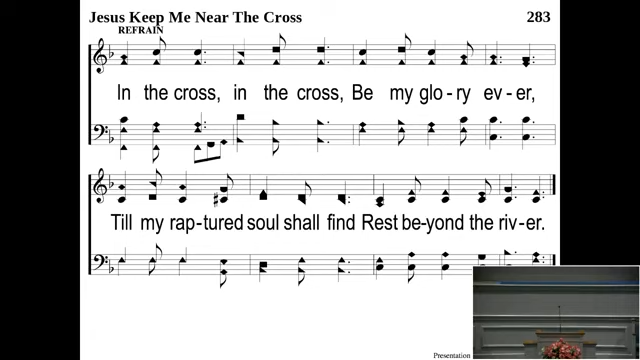 Jesus Keep Me Near The Cross 283
REFRAIN
In the cross, in the cross, Be my glo - ry ev - er,
Till my rap - tured soul shall find Rest be - yond the riv - er.
Presentation